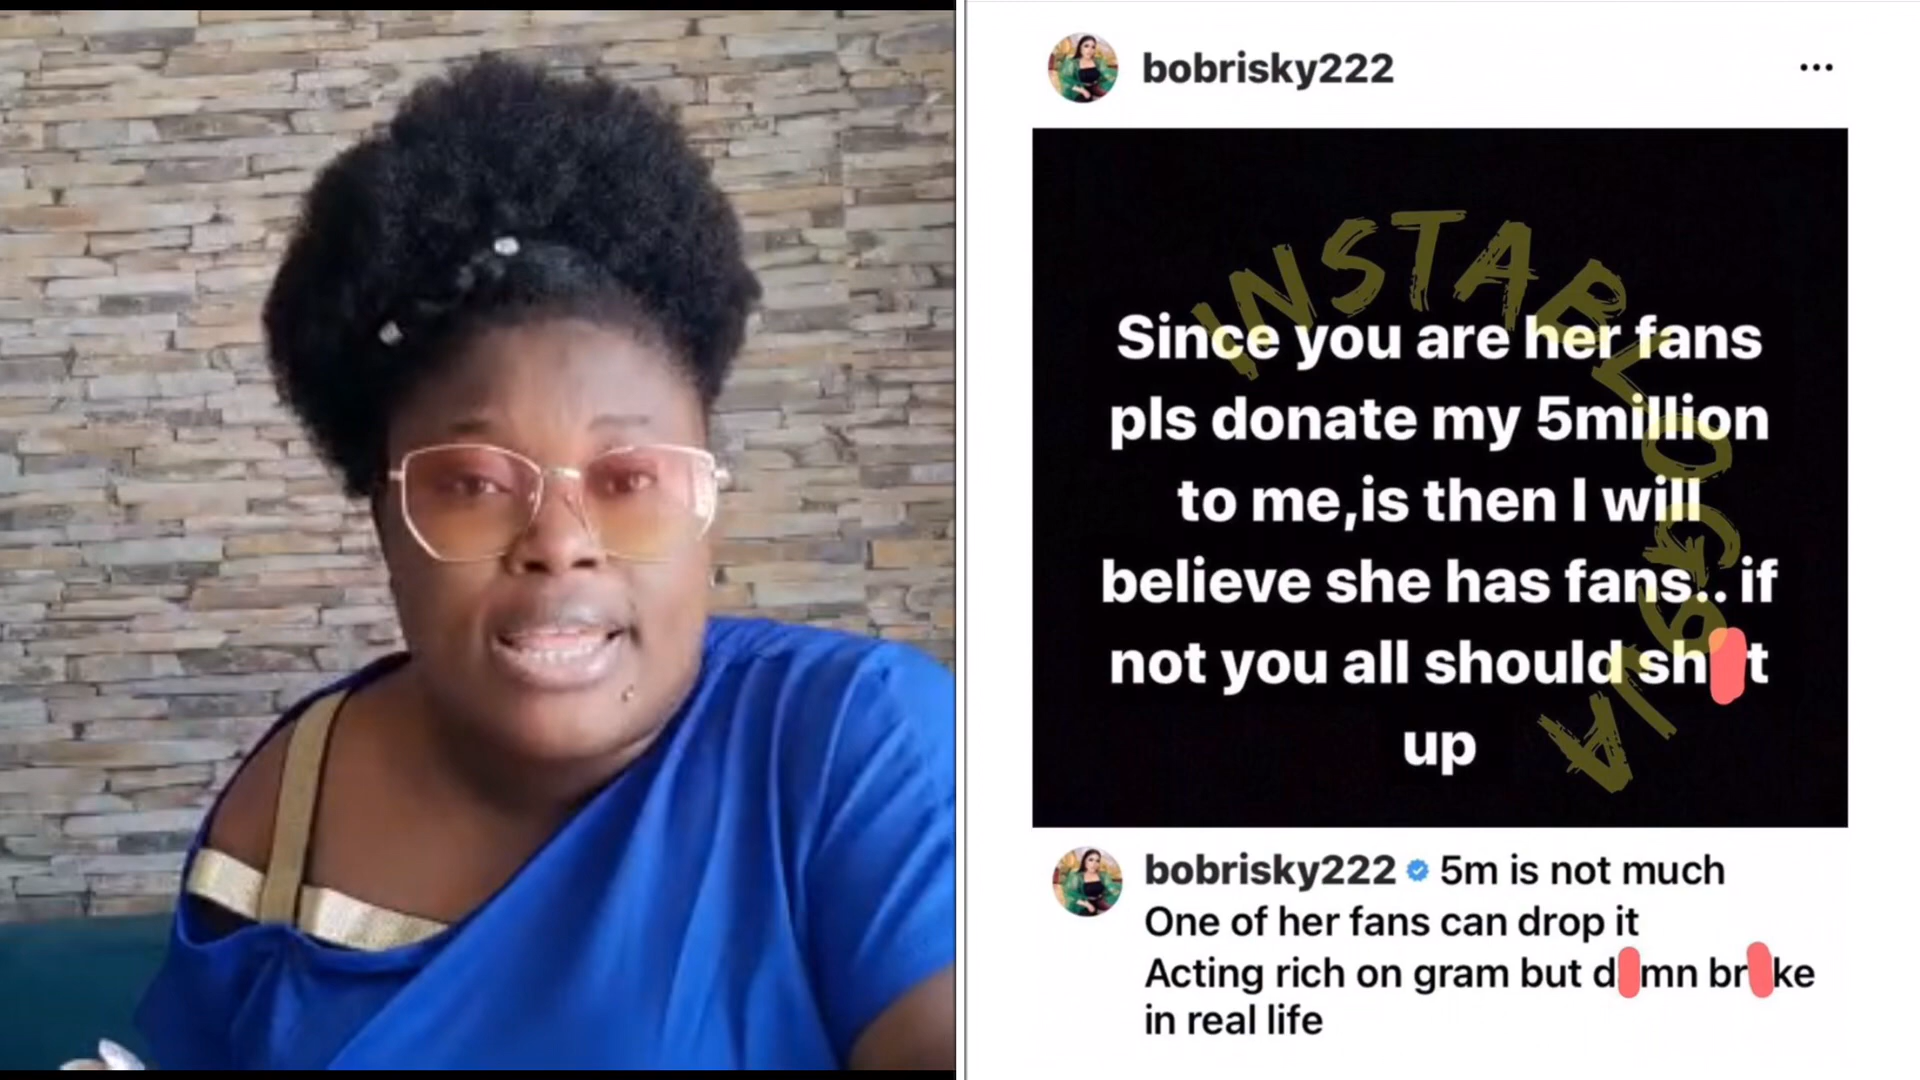 bobrisky222
INSTABLOG9JA
Since you are her fans
pls donate my 5million
to me,is then I will
believe she has fans.. if
not you all should sh t
up
bobrisky222 5m is not much
One of her fans can drop it
Acting rich on gram but d mn br ke
in real life